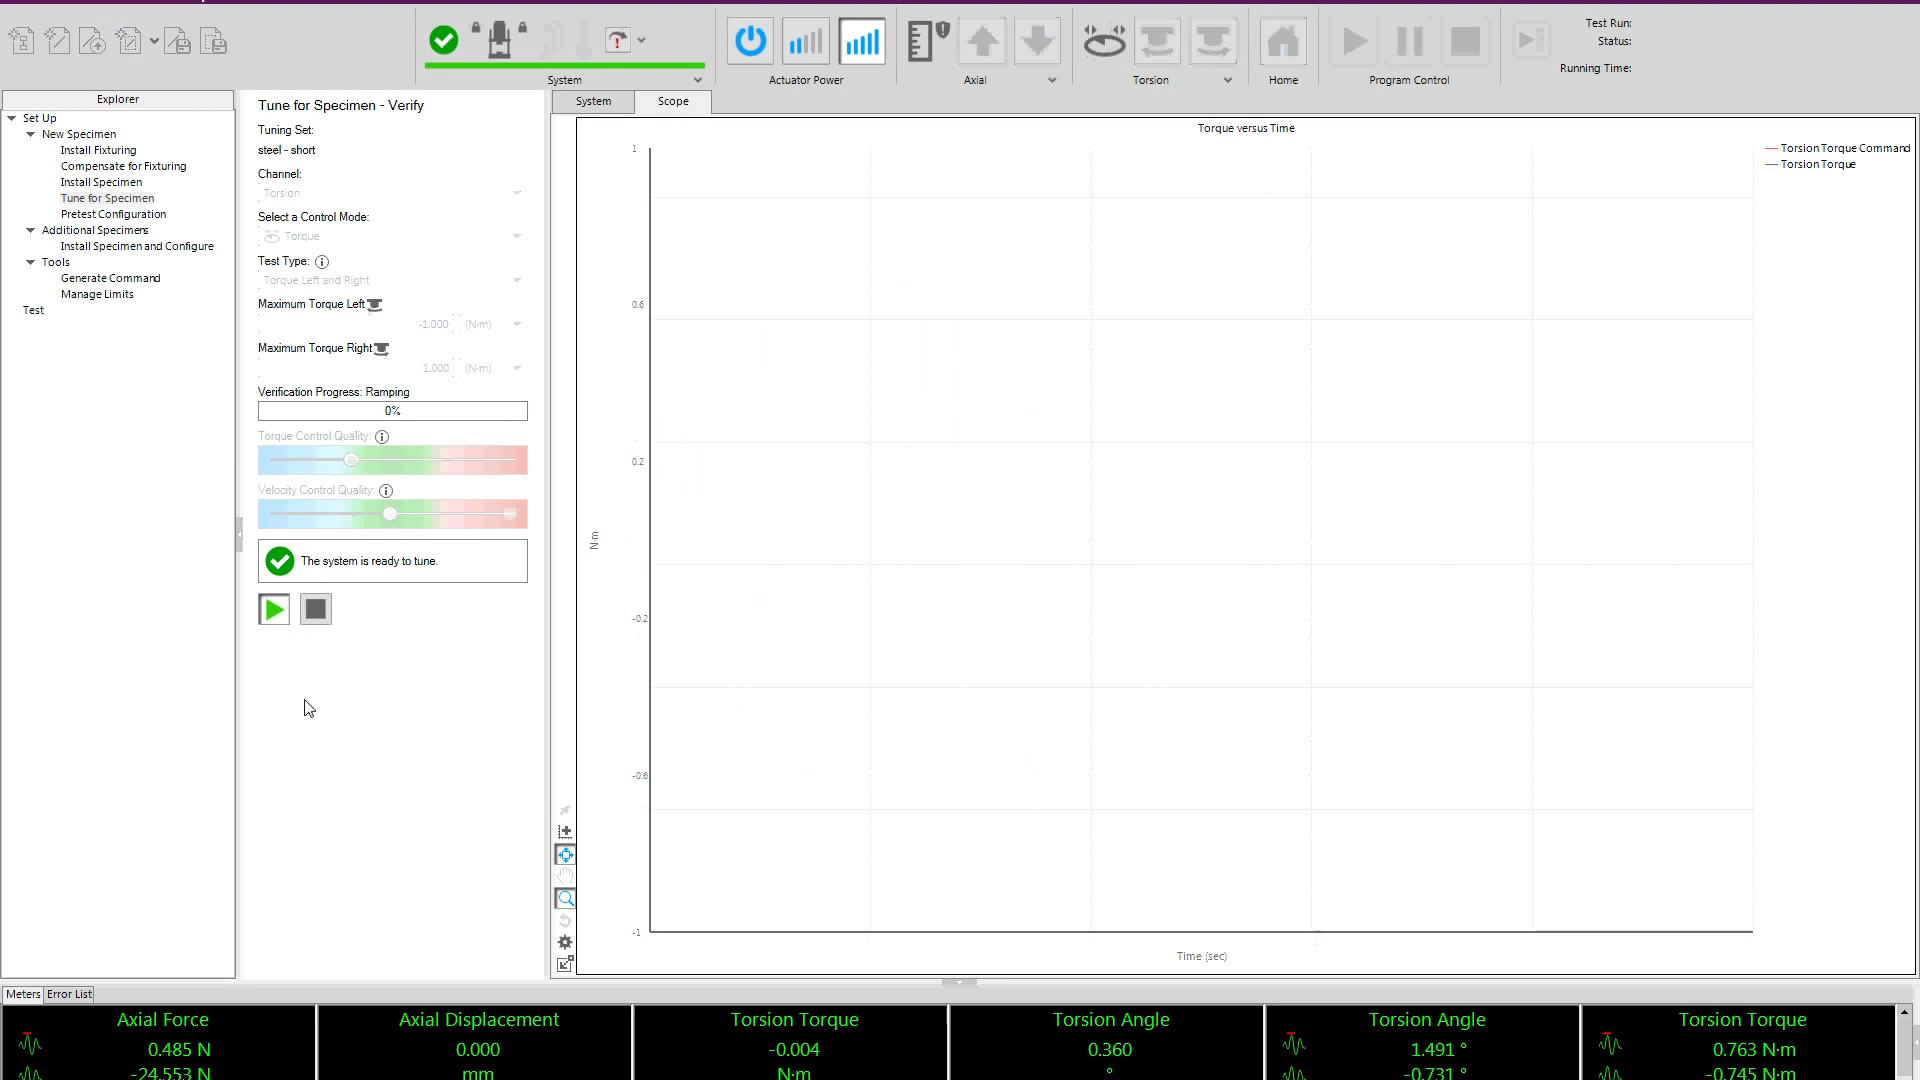 System
Actuator Power
Axial
Torsion
Home
Program Control
Test Run:
Status:
Running Time:
Explorer
Set Up
New Specimen
Install Fixturing
Compensate for Fixturing
Install Specimen
Tune for Specimen
Pretest Configuration
Additional Specimens
Install Specimen and Configure
Tools
Generate Command
Manage Limits
Test
Tune for Specimen - Verify
Tuning Set:
steel - short
Channel:
Torsion
Select a Control Mode:
Torque
Test Type:
Torque Left and Right
Maximum Torque Left
-1.000 (N·m)
Maximum Torque Right
1.000 (N·m)
Verification Progress: Ramping
0%
Torque Control Quality:
Velocity Control Quality:
The system is ready to tune.
System Scope
Torque versus Time
Torsion Torque Command
Torsion Torque
1
0.6
0.2
-0.2
-0.6
-1
N·m
Time (sec)
Meters Error List
Axial Force
0.485 N
-24.553 N
Axial Displacement
0.000
mm
Torsion Torque
-0.004
N·m
Torsion Angle
0.360
°
Torsion Angle
1.491 °
-0.731 °
Torsion Torque
0.763 N·m
-0.745 N·m